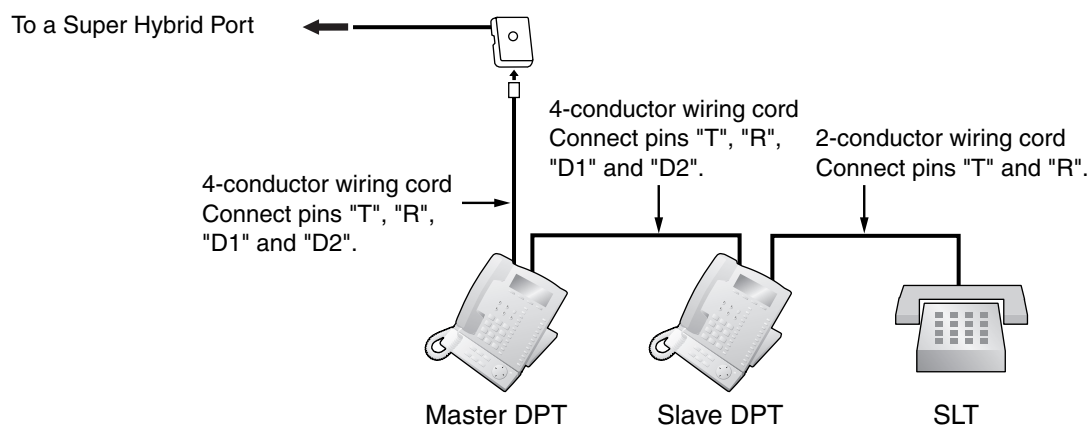 To a Super Hybrid Port
4-conductor wiring cord
Connect pins "T", "R",
"D1" and "D2".
4-conductor wiring cord
Connect pins "T", "R",
"D1" and "D2".
2-conductor wiring cord
Connect pins "T" and "R".
Master DPT
Slave DPT
SLT